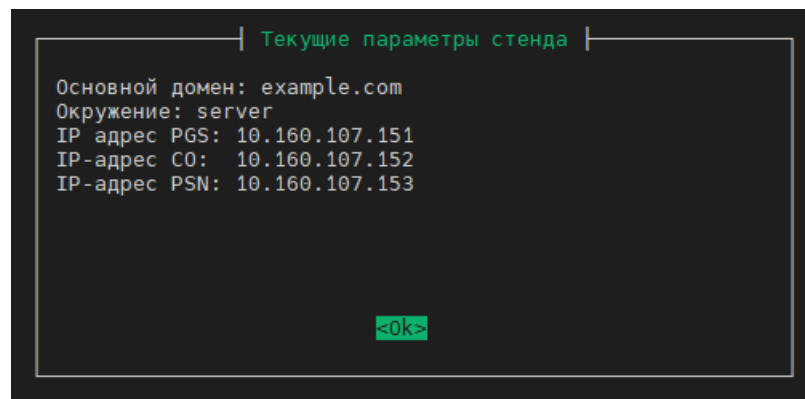 Текущие параметры стенда
Основной домен: example.com
Окружение: server
IP адрес PGS: 10.160.107.151
IP-адрес CO:  10.160.107.152
IP-адрес PSN: 10.160.107.153
<Ok>